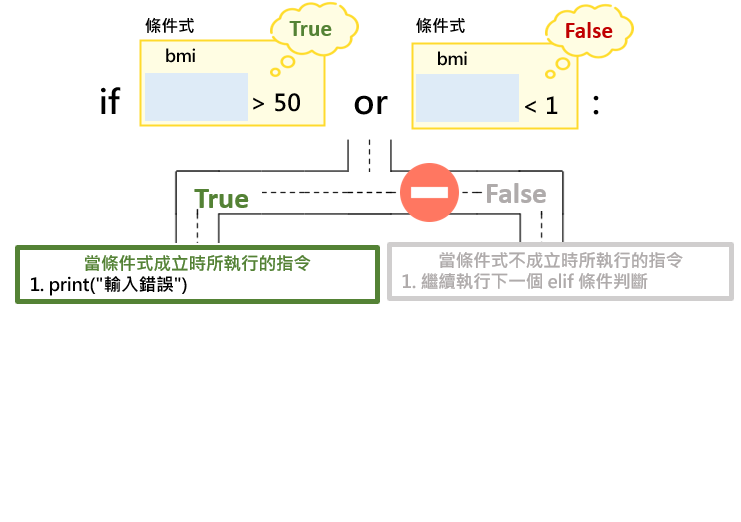 條件式 條件式
True False
bmi bmi
if > 50 or < 1 :
True False
當條件式成立時所執行的指令
1. print("輸入錯誤")
當條件式不成立時所執行的指令
1. 繼續執行下一個 elif 條件判斷